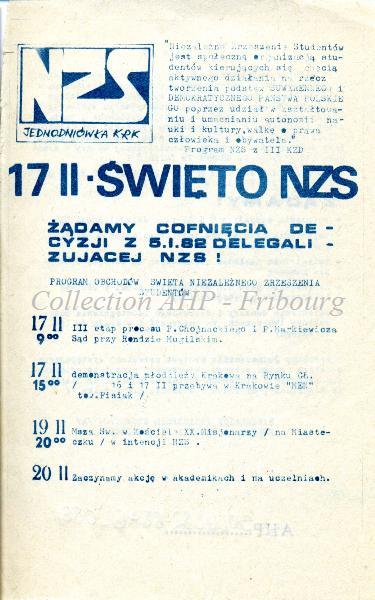 NZS
JEDNODNIÓWKA KRK
"Niezależne Zrzeszenie Studentów
jest społeczną organizacją stu-
dentów kierujących się chęcią
aktywnego działania na rzecz
tworzenia podstaw SUWERENNEGO I
DEMOKRATYCZNEGO PAŃSTWA POLSKIE
GO poprzez udział w kształtowa-
niu i umacnianiu autonomii na-
uki i kultury,walkę o prawa
człowieka i obywatela."
Program NZS z III KZD
17 II · ŚWIĘTO NZS
ŻĄDAMY COFNIĘCIA DE-
CYZJI Z 5.I.82 DELEGALI-
ZUJACEJ NZS !
PROGRAM OBCHODÓW ŚWIĘTA NIEZALEŻNEGO ZRZESZENIA
STUDENTÓW
Collection AHP - Fribourg
17 II
9 00
III etap procesu P.Chojnackiego i P.Markiewicza
Sąd przy Rondzie Mogilskim.
17 II
15 00
demonstracja młodzieży Krakowa na Rynku GŁ.
/ 16 i 17 II przebywa w Krakowie "MEN"
tow.Fisiak /
19 II
20 00
Msza Św. w Kościele XX.Misjonarzy / na Miaste-
czku / w intencji NZS .
20 II
Zaczynamy akcję w akademikach i na uczelniach.